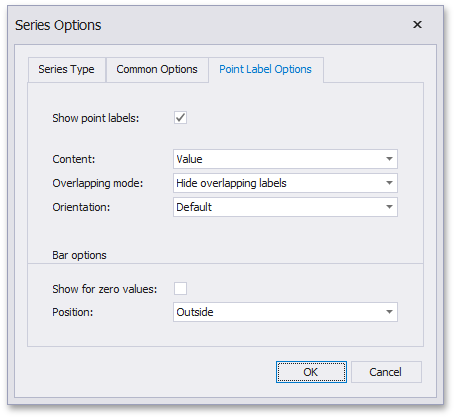 Series Options
Series Type Common Options Point Label Options
Show point labels:
Content: Value
Overlapping mode: Hide overlapping labels
Orientation: Default
Bar options
Show for zero values:
Position: Outside
OK Cancel